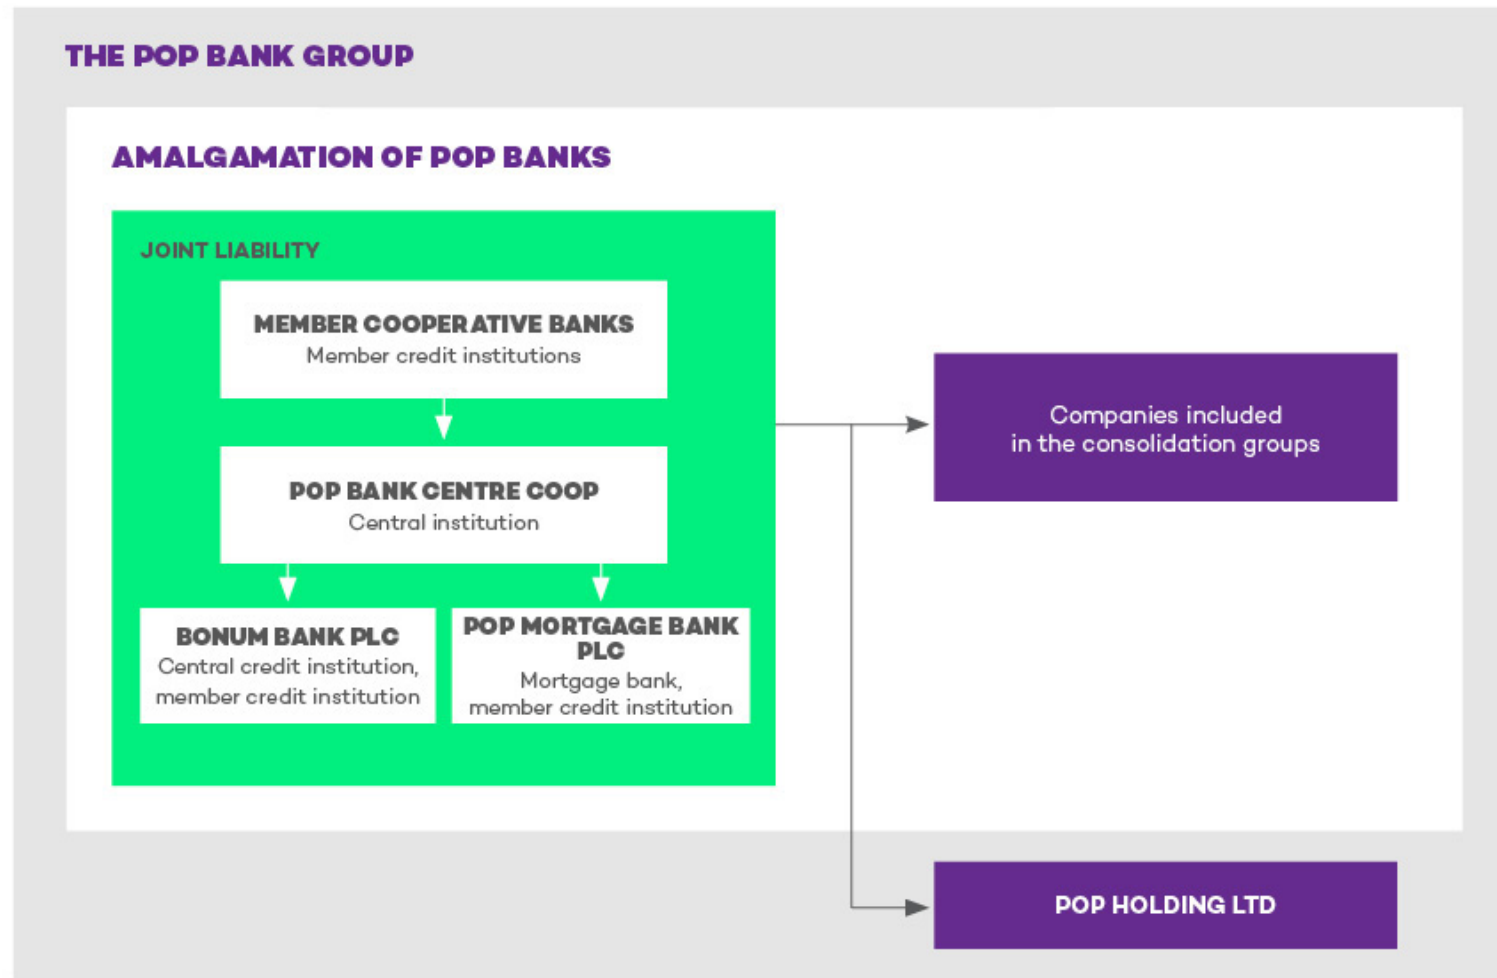 THE POP BANK GROUP
AMALGAMATION OF POP BANKS
JOINT LIABILITY
MEMBER COOPERATIVE BANKS
Member credit institutions
POP BANK CENTRE COOP
Central institution
BONUM BANK PLC
Central credit institution,
member credit institution
POP MORTGAGE BANK
PLC
Mortgage bank,
member credit institution
Companies included
in the consolidation groups
POP HOLDING LTD